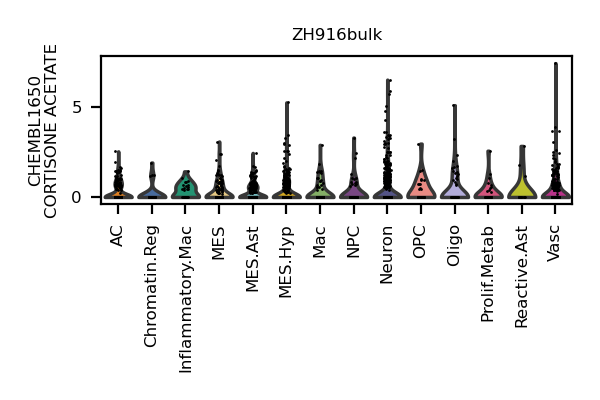 ZH916bulk
CHEMBL1650
CORTISONE ACETATE
5
0
AC
Chromatin.Reg
Inflammatory.Mac
MES
MES.Ast
MES.Hyp
Mac
NPC
Neuron
OPC
Oligo
Prolif.Metab
Reactive.Ast
Vasc